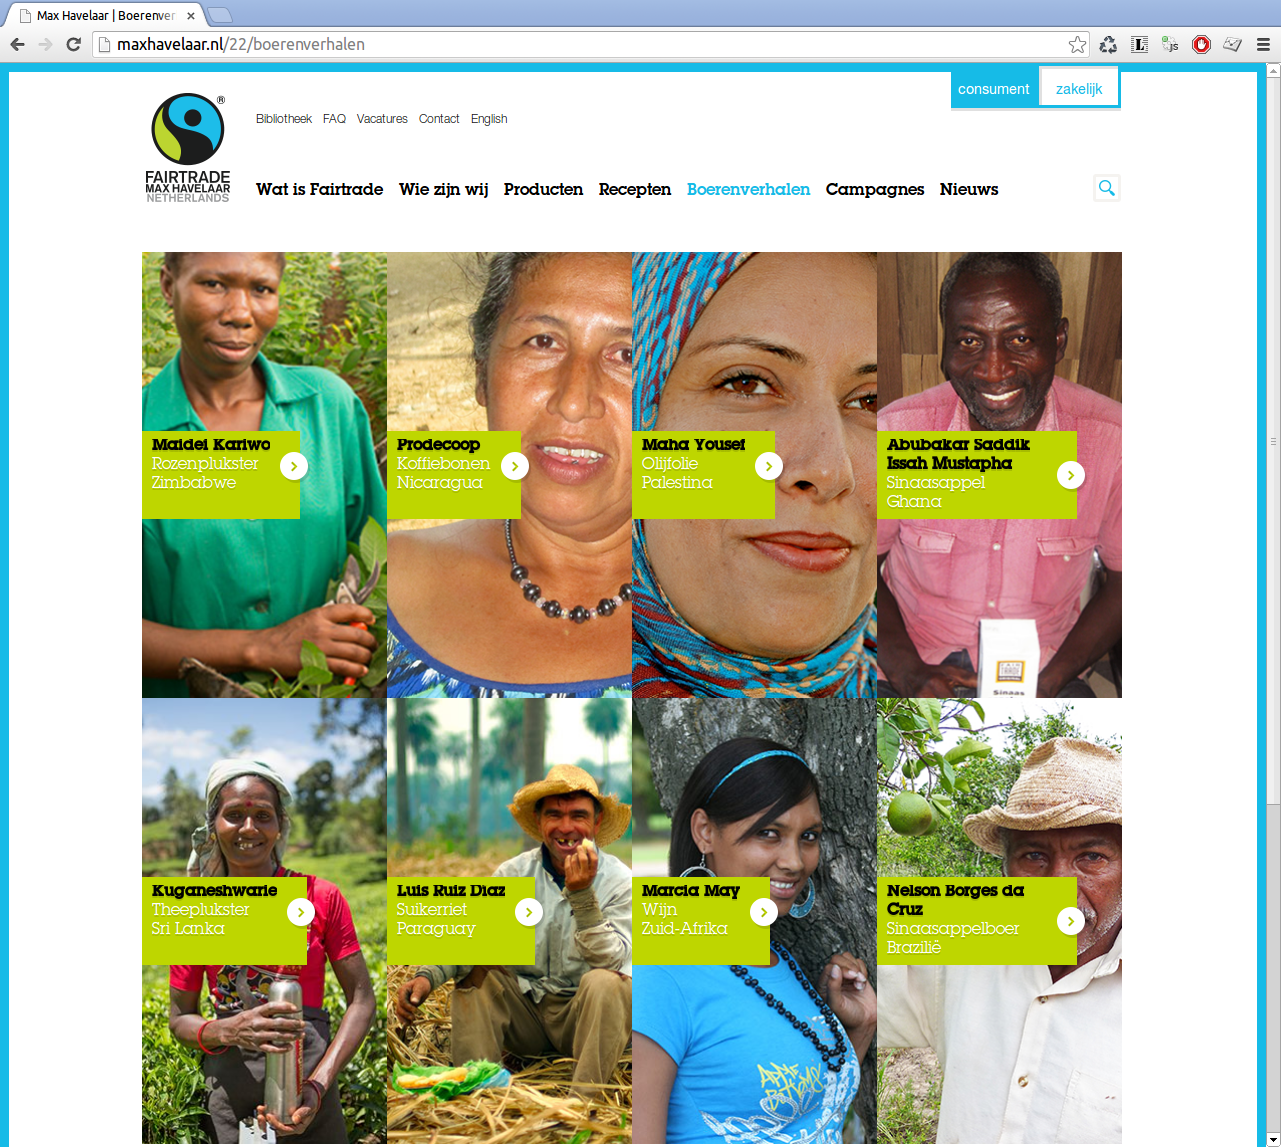 Max Havelaar | Boerenver
maxhavelaar.nl/22/boerenverhalen
consument
zakelijk
®
FAIRTRADE
MAX HAVELAAR
NETHERLANDS
Bibliotheek FAQ Vacatures Contact English
Wat is Fairtrade Wie zijn wij Producten Recepten Boerenverhalen Campagnes Nieuws
Maidei Kariwo
Rozenplukster
Zimbabwe
Prodecoop
Koffiebonen
Nicaragua
Maha Yousef
Olijfolie
Palestina
Abubakar Saddik
Issah Mustapha
Sinaasappel
Ghana
FAIR
TRADE
Sinaas
Kuganeshwarie
Theeplukster
Sri Lanka
Luis Ruiz Diaz
Suikerriet
Paraguay
Marcia May
Wijn
Zuid-Afrika
Nelson Borges da
Cruz
Sinaasappelboer
Brazilië